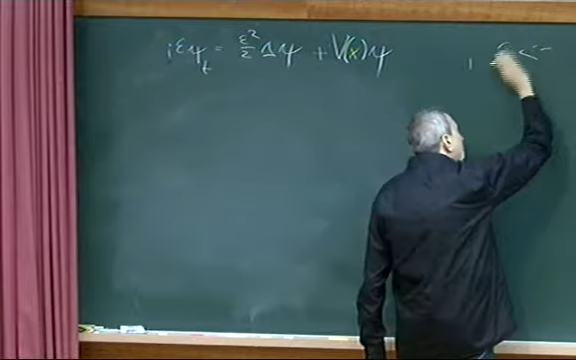 iεψ_t = ε²/2 Δψ + V(x)ψ